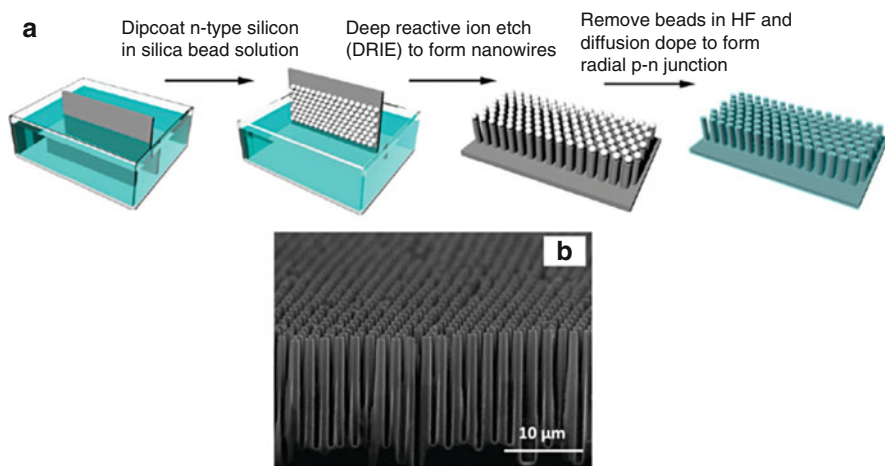 a
Dipcoat n-type silicon
in silica bead solution
Deep reactive ion etch
(DRIE) to form nanowires
Remove beads in HF and
diffusion dope to form
radial p-n junction
b
10 µm